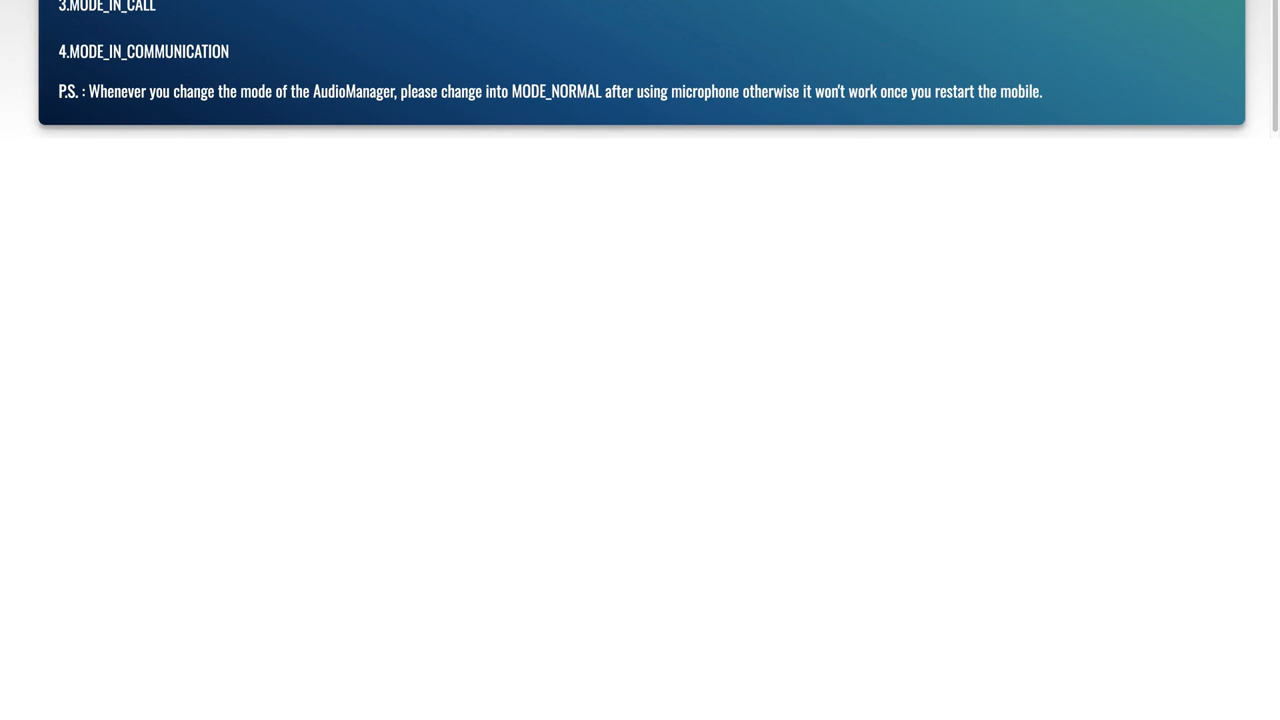 3.MODE_IN_CALL
4.MODE_IN_COMMUNICATION
P.S. : Whenever you change the mode of the AudioManager, please change into MODE_NORMAL after using microphone otherwise it won't work once you restart the mobile.